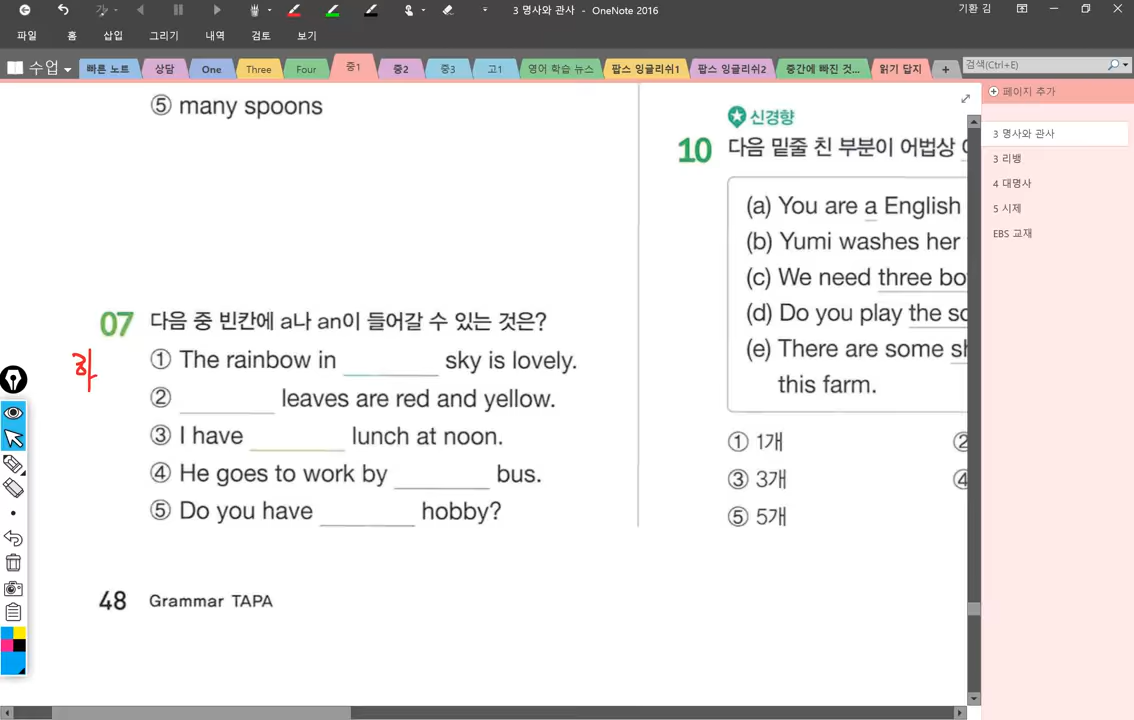 3 명사와 관사 - OneNote 2016
기환 김
파일 홈 삽입 그리기 내역 검토 보기
수업 빠른 노트 상담 One Three Four 중1 중2 중3 고1 영어 학습 뉴스 팝스 잉글리쉬1 팝스 잉글리쉬2 중간에 빠진 것... 읽기 답지 + 검색(Ctrl+E)
페이지 추가
3 명사와 관사
3 리뱅
4 대명사
5 시제
EBS 교재
⑤ many spoons
07 다음 중 빈칸에 a나 an이 들어갈 수 있는 것은?
하
① The rainbow in ________ sky is lovely.
② ________ leaves are red and yellow.
③ I have ________ lunch at noon.
④ He goes to work by ________ bus.
⑤ Do you have ________ hobby?
48 Grammar TAPA
신경향
10 다음 밑줄 친 부분이 어법상
(a) You are a English
(b) Yumi washes her
(c) We need three bo
(d) Do you play the sc
(e) There are some sh
this farm.
① 1개 ②
③ 3개 ④
⑤ 5개